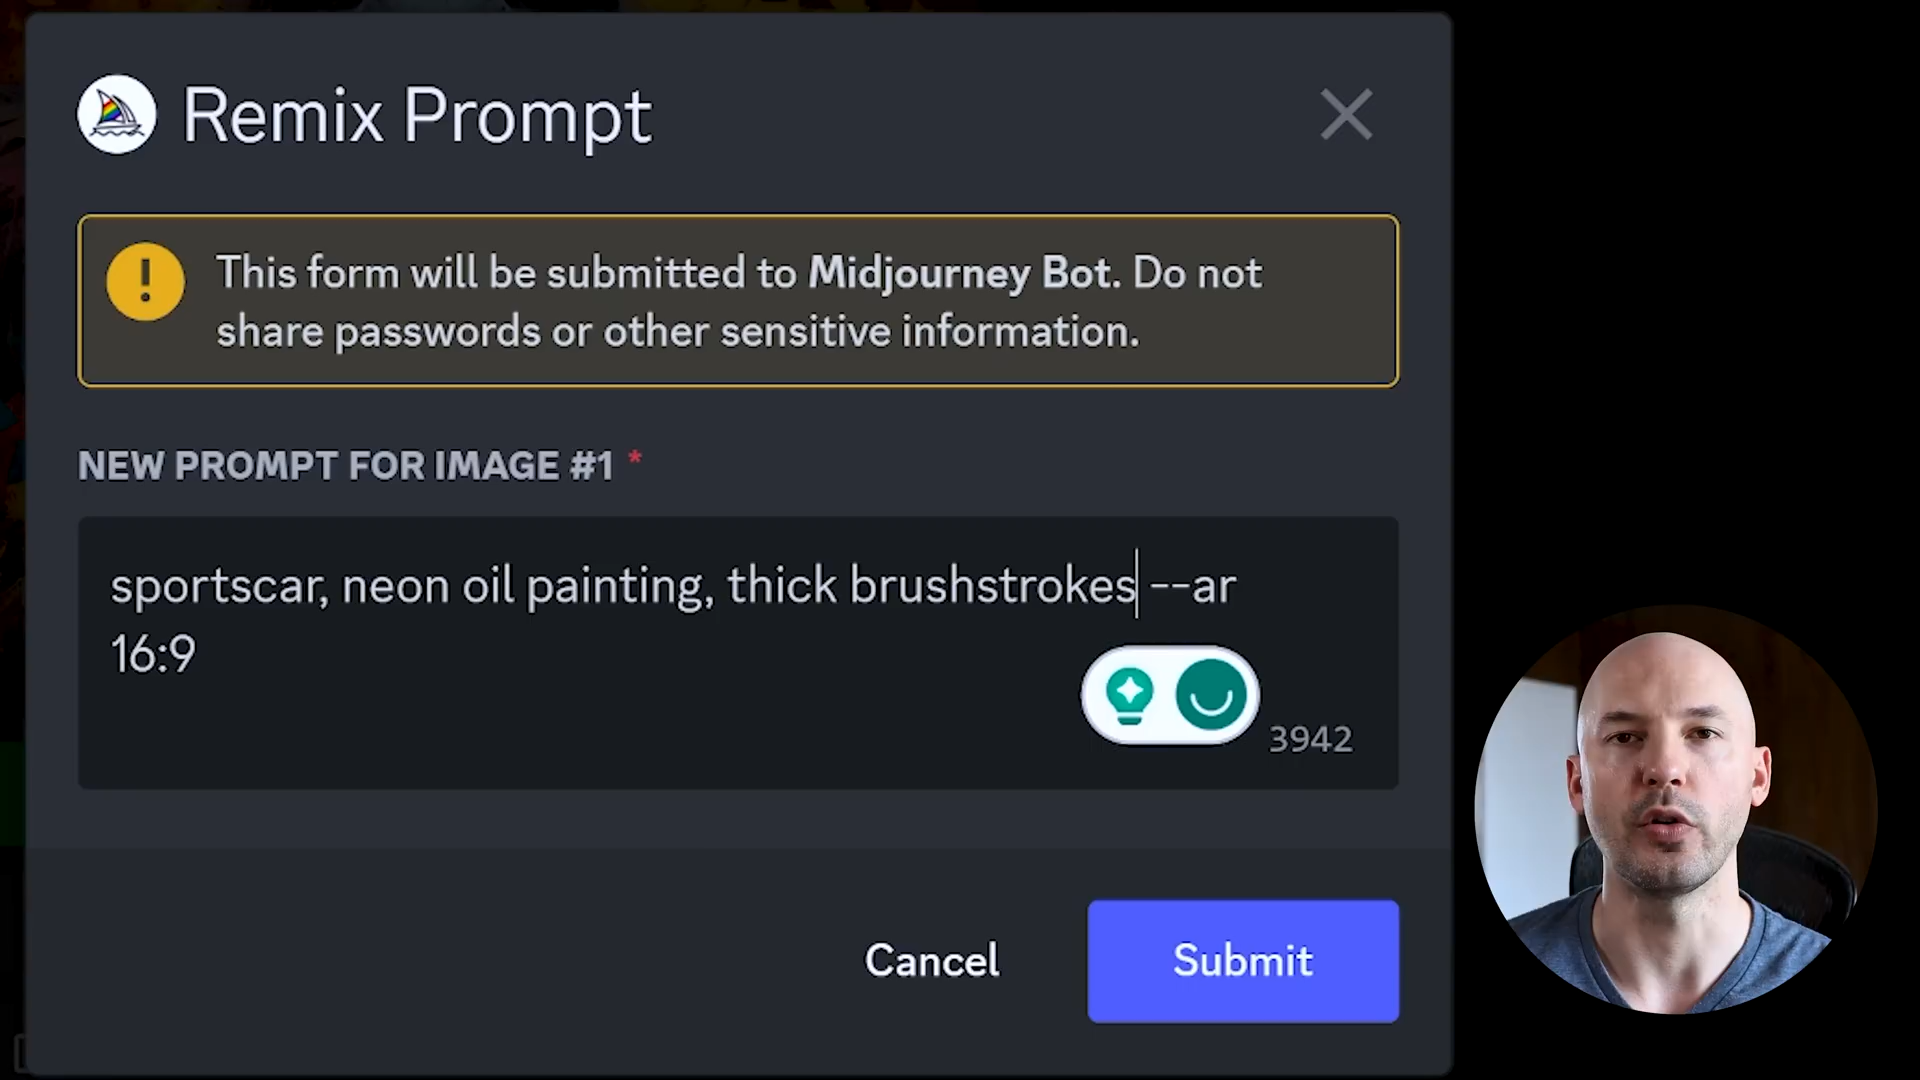 Remix Prompt
This form will be submitted to Midjourney Bot. Do not
share passwords or other sensitive information.
NEW PROMPT FOR IMAGE #1 *
sportscar, neon oil painting, thick brushstrokes --ar
16:9
3942
Cancel
Submit